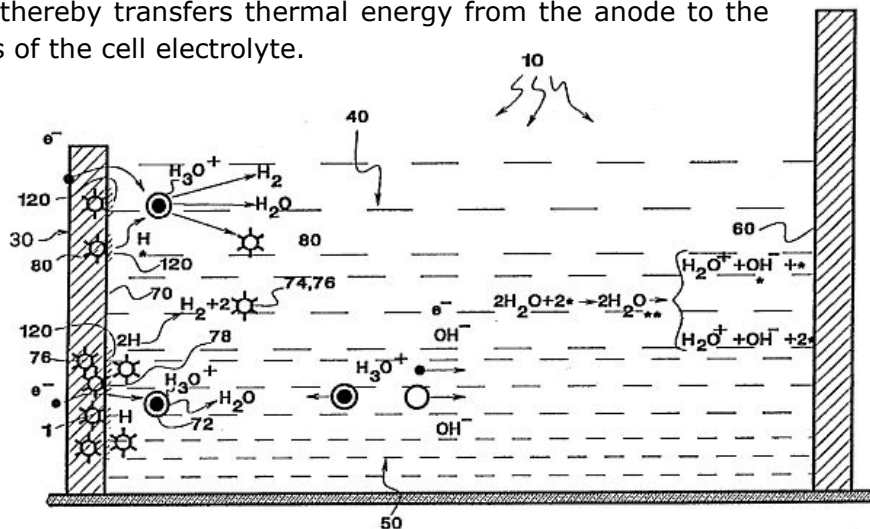 thereby transfers thermal energy from the anode to the
s of the cell electrolyte.
10
40
e⁻
H₃O⁺
H₂
120
H₂O
60
30
H
*
80
H₂O⁺+OH⁻+*
*
80
120
74,76
70
H₂+2
e⁻
2H₂O+2*→2H₂O→
**
120
2H
78
OH⁻
H₂O⁺+OH⁻+2*
76
H₃O⁺
H₃O⁺
e⁻
H₂O
1
H
72
OH⁻
50